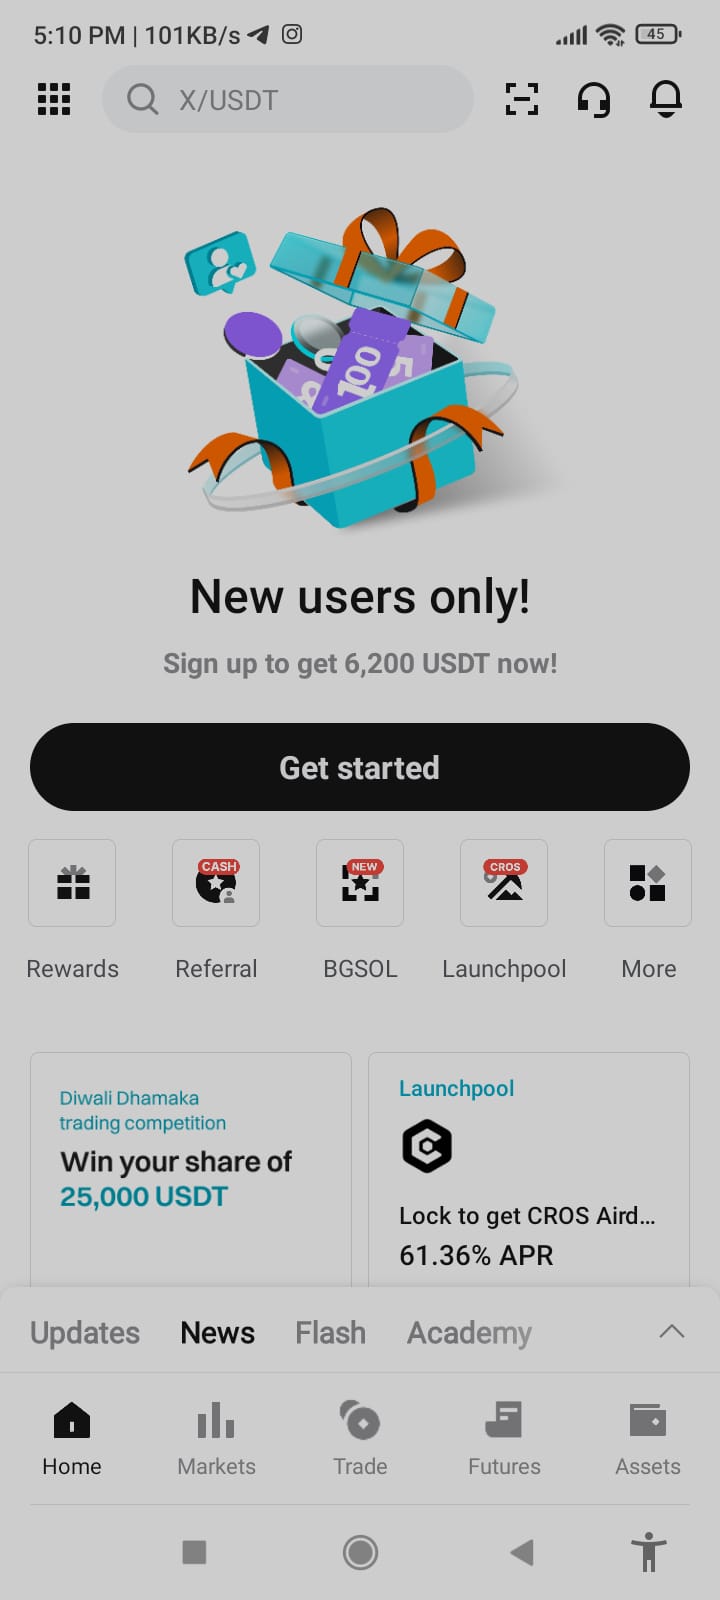 5:10 PM | 101KB/s
45
X/USDT
100
New users only!
Sign up to get 6,200 USDT now!
Get started
CASH
NEW
CROS
Rewards
Referral
BGSOL
Launchpool
More
Diwali Dhamaka
trading competition
Win your share of
25,000 USDT
Launchpool
Lock to get CROS Aird...
61.36% APR
Updates
News
Flash
Academy
Home
Markets
Trade
Futures
Assets